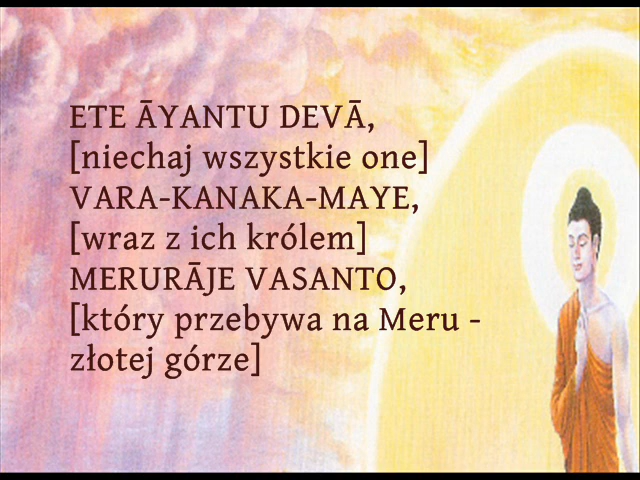 ETE ĀYANTU DEVĀ,
[niechaj wszystkie one]
VARA-KANAKA-MAYE,
[wraz z ich królem]
MERURĀJE VASANTO,
[który przebywa na Meru -
złotej górze]